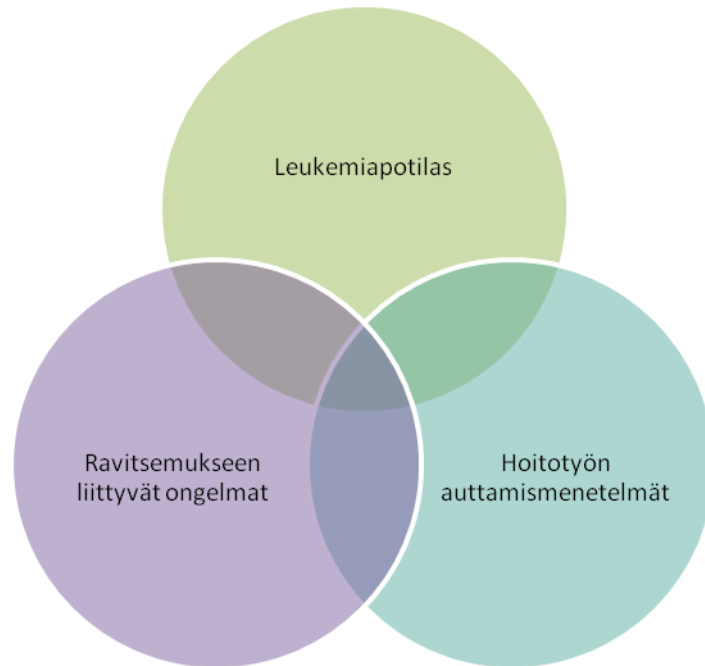 Leukemiapotilas
Ravitsemukseen
liittyvät ongelmat
Hoitotyön
auttamismenetelmät